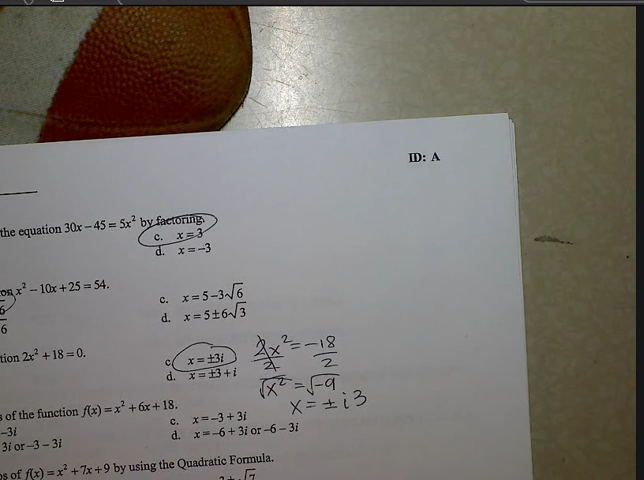 ID: A
the equation 30x – 45 = 5x² by factoring.
c. x = 3
d. x = –3
on x² – 10x + 25 = 54.
c. x = 5 – 3√6
6
d. x = 5 ± 6√3
6
tion 2x² + 18 = 0.
2x² = –18
c. x = ±3i
2 2
d. x = ±3 + i
√x² = √–9
x = ± i 3
s of the function f(x) = x² + 6x + 18.
–3i
c. x = –3 + 3i
3i or –3 – 3i
d. x = –6 + 3i or –6 – 3i
os of f(x) = x² + 7x + 9 by using the Quadratic Formula.